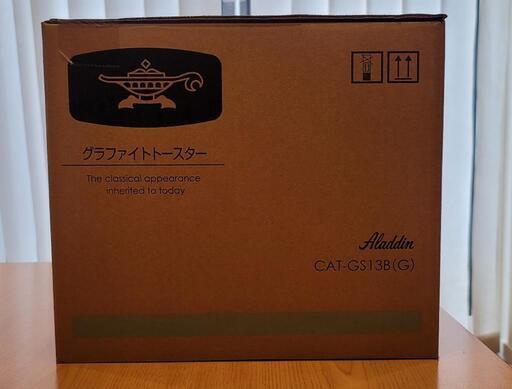 グラファイトトースター
The classical appearance
inherited to today
Aladdin
CAT-GS13B(G)